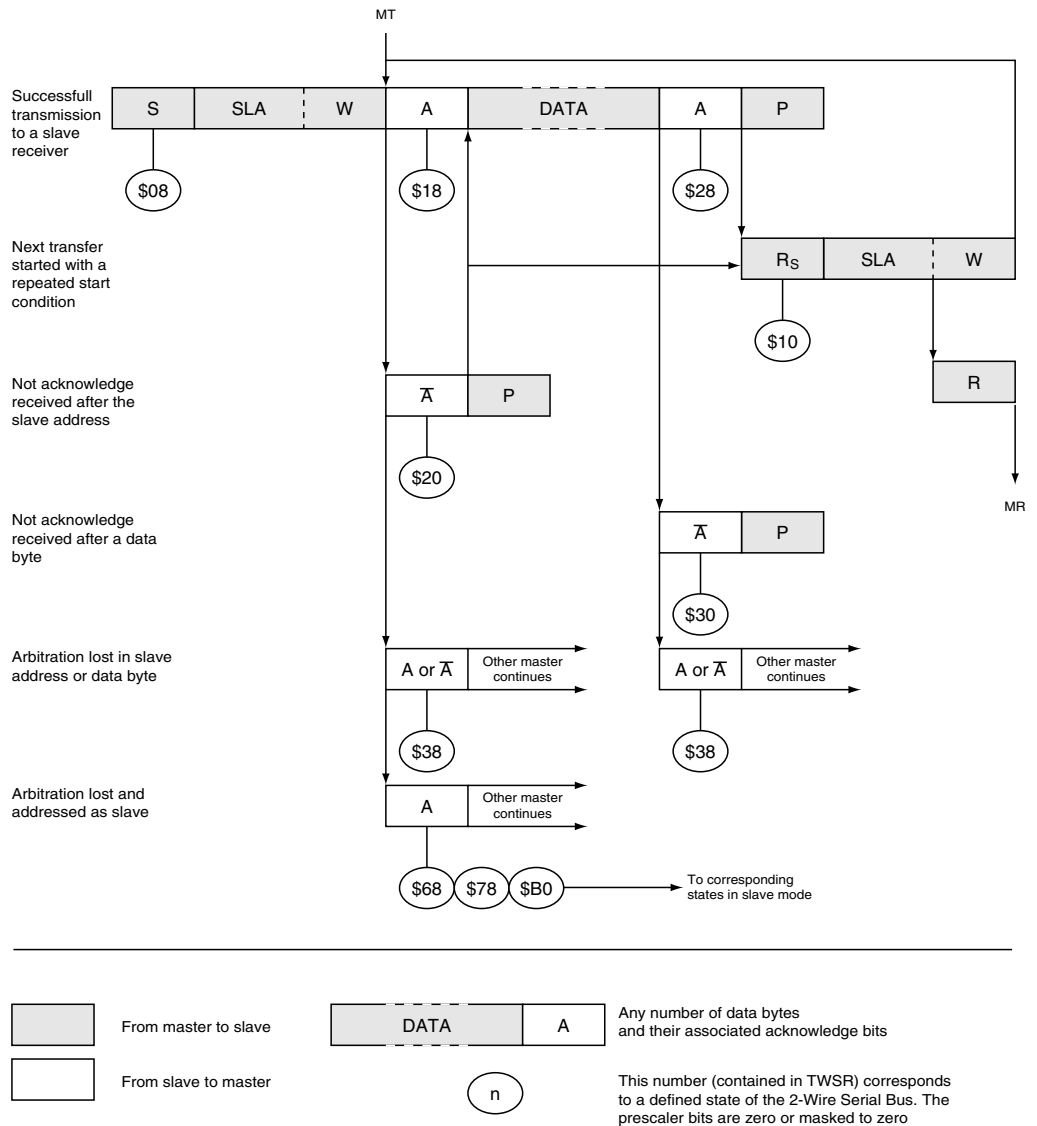 MT
Successfull
transmission
to a slave
receiver
S SLA W A DATA A P
$08 $18 $28
Next transfer
started with a
repeated start
condition
RS SLA W
$10
Not acknowledge
received after the
slave address
A̅ P
R
$20
MR
Not acknowledge
received after a data
byte
A̅ P
$30
Arbitration lost in slave
address or data byte
A or A̅ Other master
continues
A or A̅ Other master
continues
$38 $38
Arbitration lost and
addressed as slave
A Other master
continues
$68 $78 $B0
To corresponding
states in slave mode
From master to slave
DATA A
Any number of data bytes
and their associated acknowledge bits
From slave to master
n
This number (contained in TWSR) corresponds
to a defined state of the 2-Wire Serial Bus. The
prescaler bits are zero or masked to zero